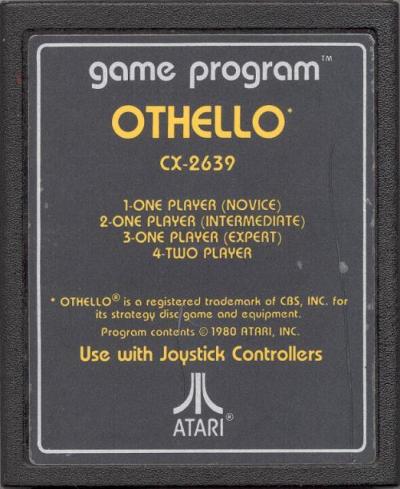 game program™
OTHELLO*
CX-2639
1-ONE PLAYER (NOVICE)
2-ONE PLAYER (INTERMEDIATE)
3-ONE PLAYER (EXPERT)
4-TWO PLAYER
* OTHELLO® is a registered trademark of CBS, INC. for
its strategy disc game and equipment.
Program contents © 1980 ATARI, INC.
Use with Joystick Controllers
ATARI®